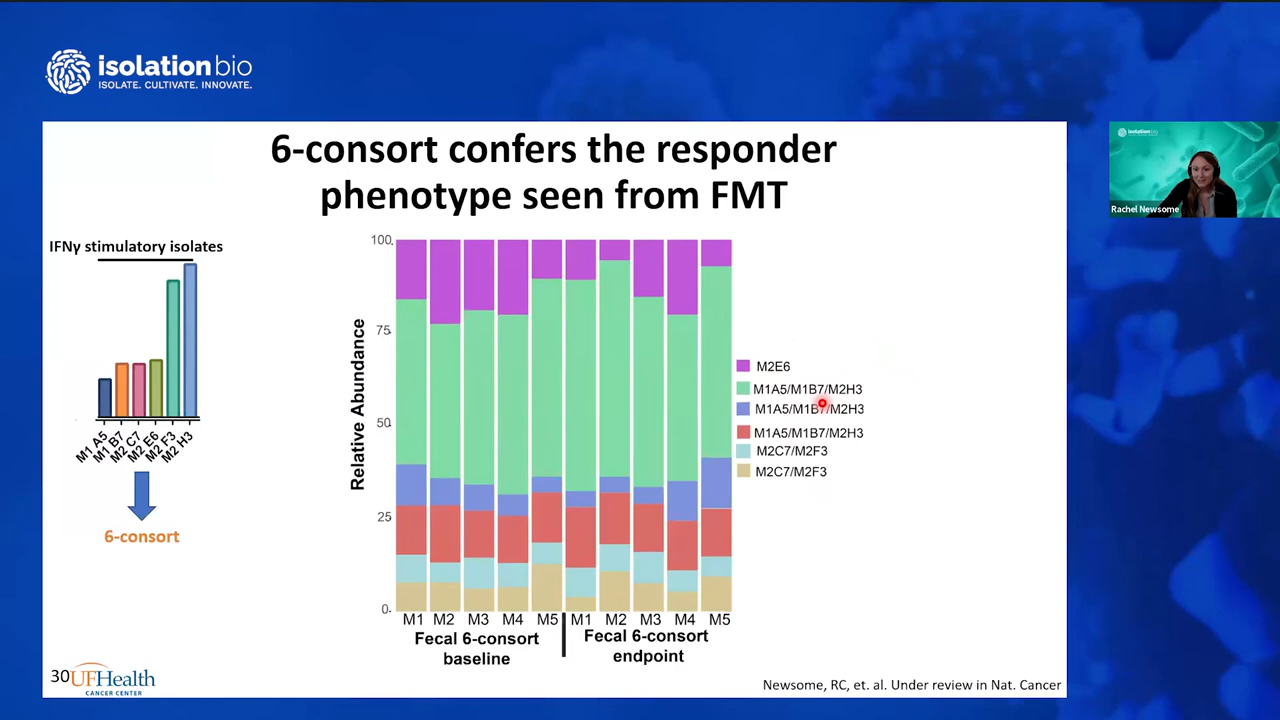 isolation bio
ISOLATE. CULTIVATE. INNOVATE.
6-consort confers the responder
phenotype seen from FMT
isolation bio
Rachel Newsome
IFNγ stimulatory isolates
M1 A5
M1 B7
M2 C7
M2 E6
M2 F3
M2 H3
6-consort
Relative Abundance
100
75
50
25
0
M1 M2 M3 M4 M5 M1 M2 M3 M4 M5
Fecal 6-consort
baseline
Fecal 6-consort
endpoint
M2E6
M1A5/M1B7/M2H3
M1A5/M1B7/M2H3
M1A5/M1B7/M2H3
M2C7/M2F3
M2C7/M2F3
30
UFHealth
CANCER CENTER
Newsome, RC, et. al. Under review in Nat. Cancer